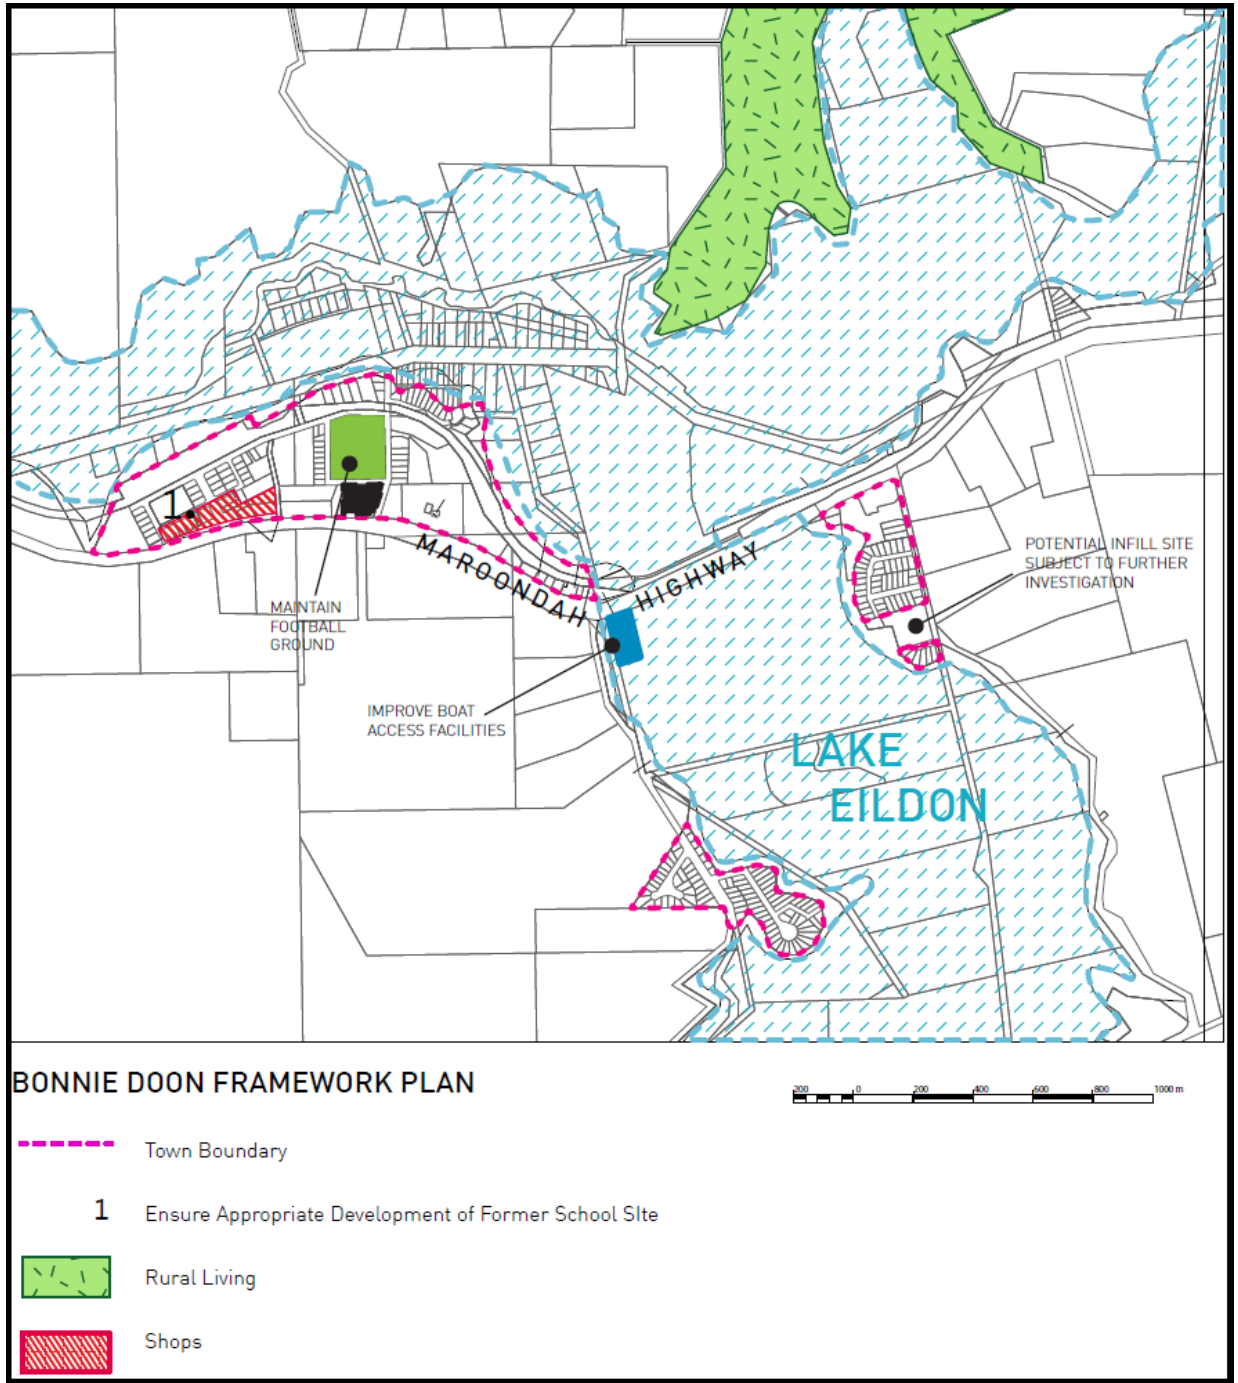 1
MAINTAIN
FOOTBALL
GROUND
MAROONDAH HIGHWAY
POTENTIAL INFILL SITE
SUBJECT TO FURTHER
INVESTIGATION
IMPROVE BOAT
ACCESS FACILITIES
LAKE
EILDON
BONNIE DOON FRAMEWORK PLAN
200 0 200 400 600 800 1000 m
Town Boundary
1 Ensure Appropriate Development of Former School SIte
Rural Living
Shops